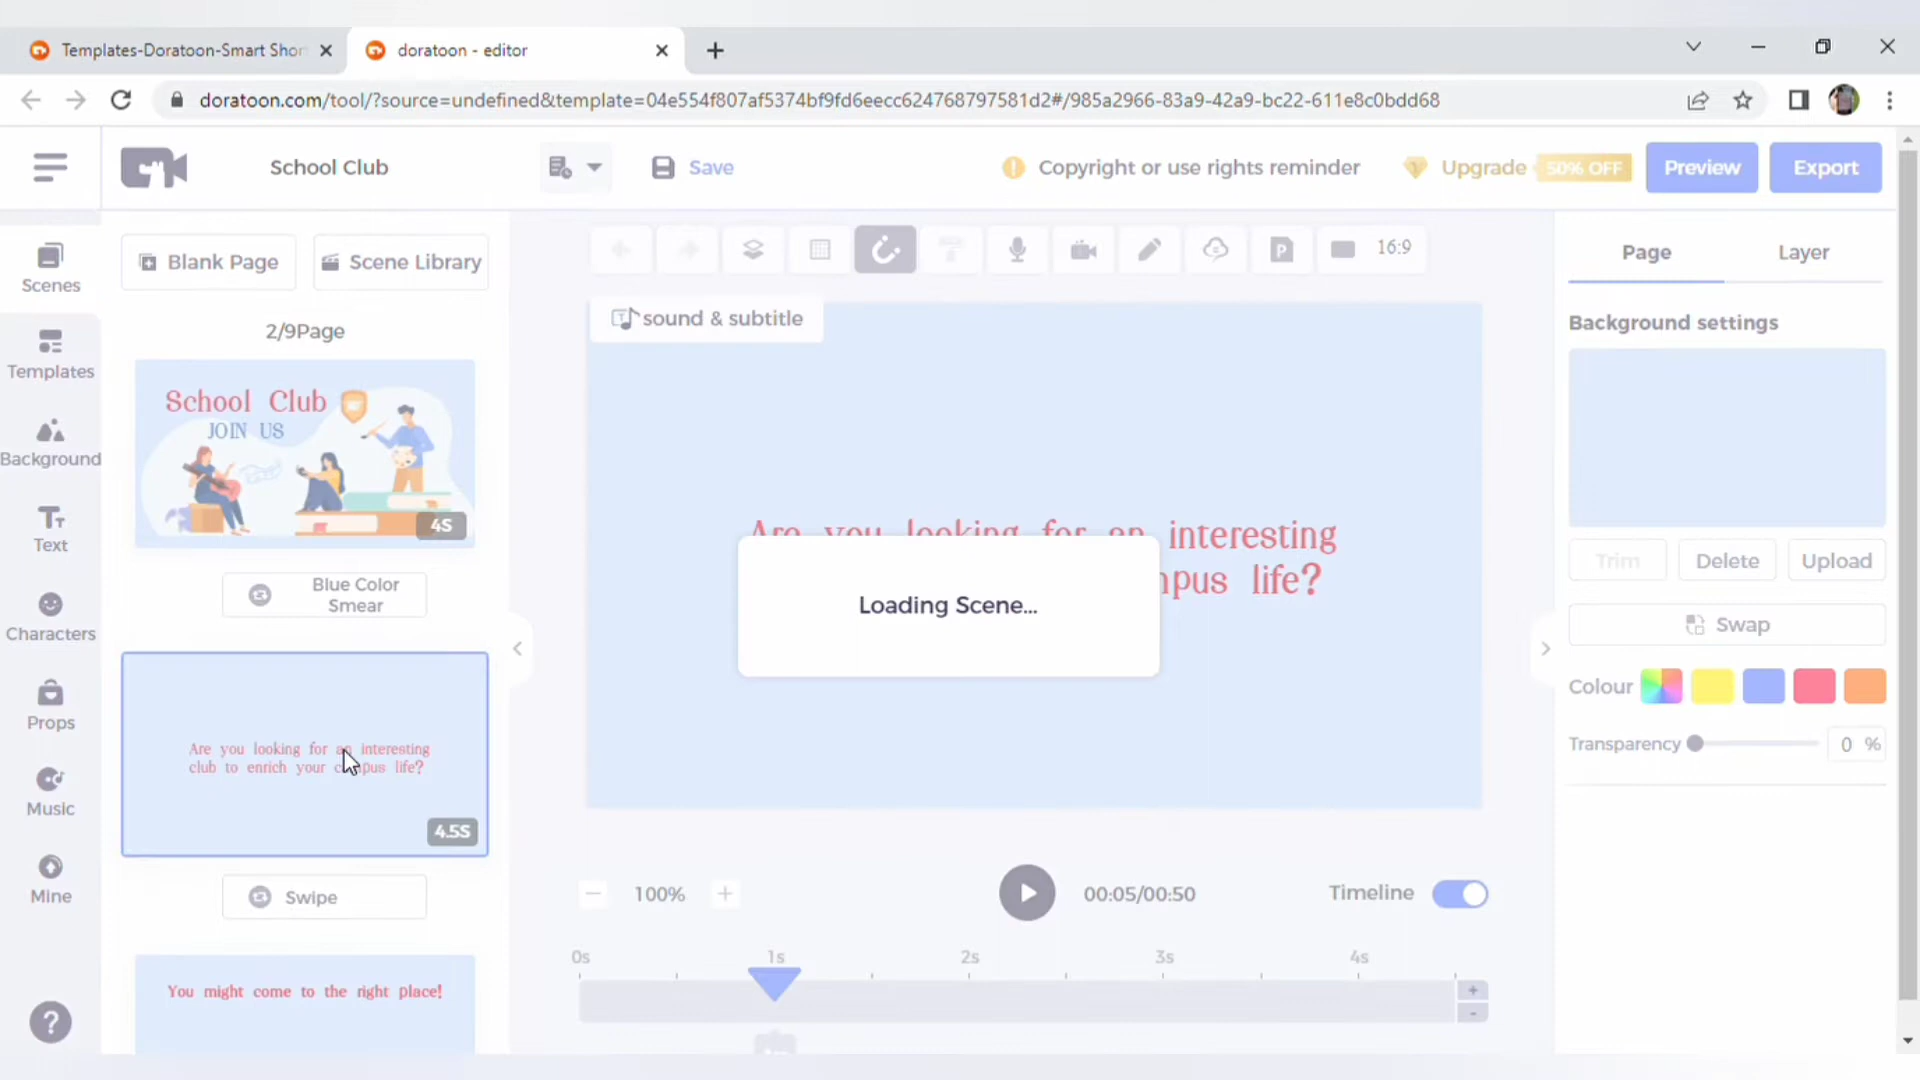 Templates-Doratoon-Smart Shor
doratoon - editor
doratoon.com/tool/?source=undefined&template=04e554f807af5374bf9fd6eecc624768797581d2#/985a2966-83a9-42a9-bc22-611e8c0bdd68
School Club
Save
Copyright or use rights reminder
Upgrade
50% OFF
Preview
Export
Scenes
Templates
Background
Text
Characters
Props
Music
Mine
Blank Page
Scene Library
2/9Page
School Club
JOIN US
4S
Blue Color
Smear
Are you looking for an interesting
club to enrich your campus life?
4.5S
Swipe
You might come to the right place!
16:9
sound & subtitle
Are you looking for an interesting
life?
Loading Scene...
100%
00:05/00:50
Timeline
0s
1s
2s
3s
4s
Page
Layer
Background settings
Trim
Delete
Upload
Swap
Colour
Transparency
0 %